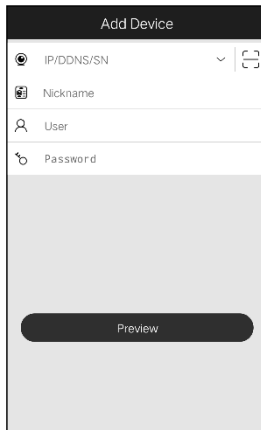 Add Device
IP/DDNS/SN
Nickname
User
Password
Preview